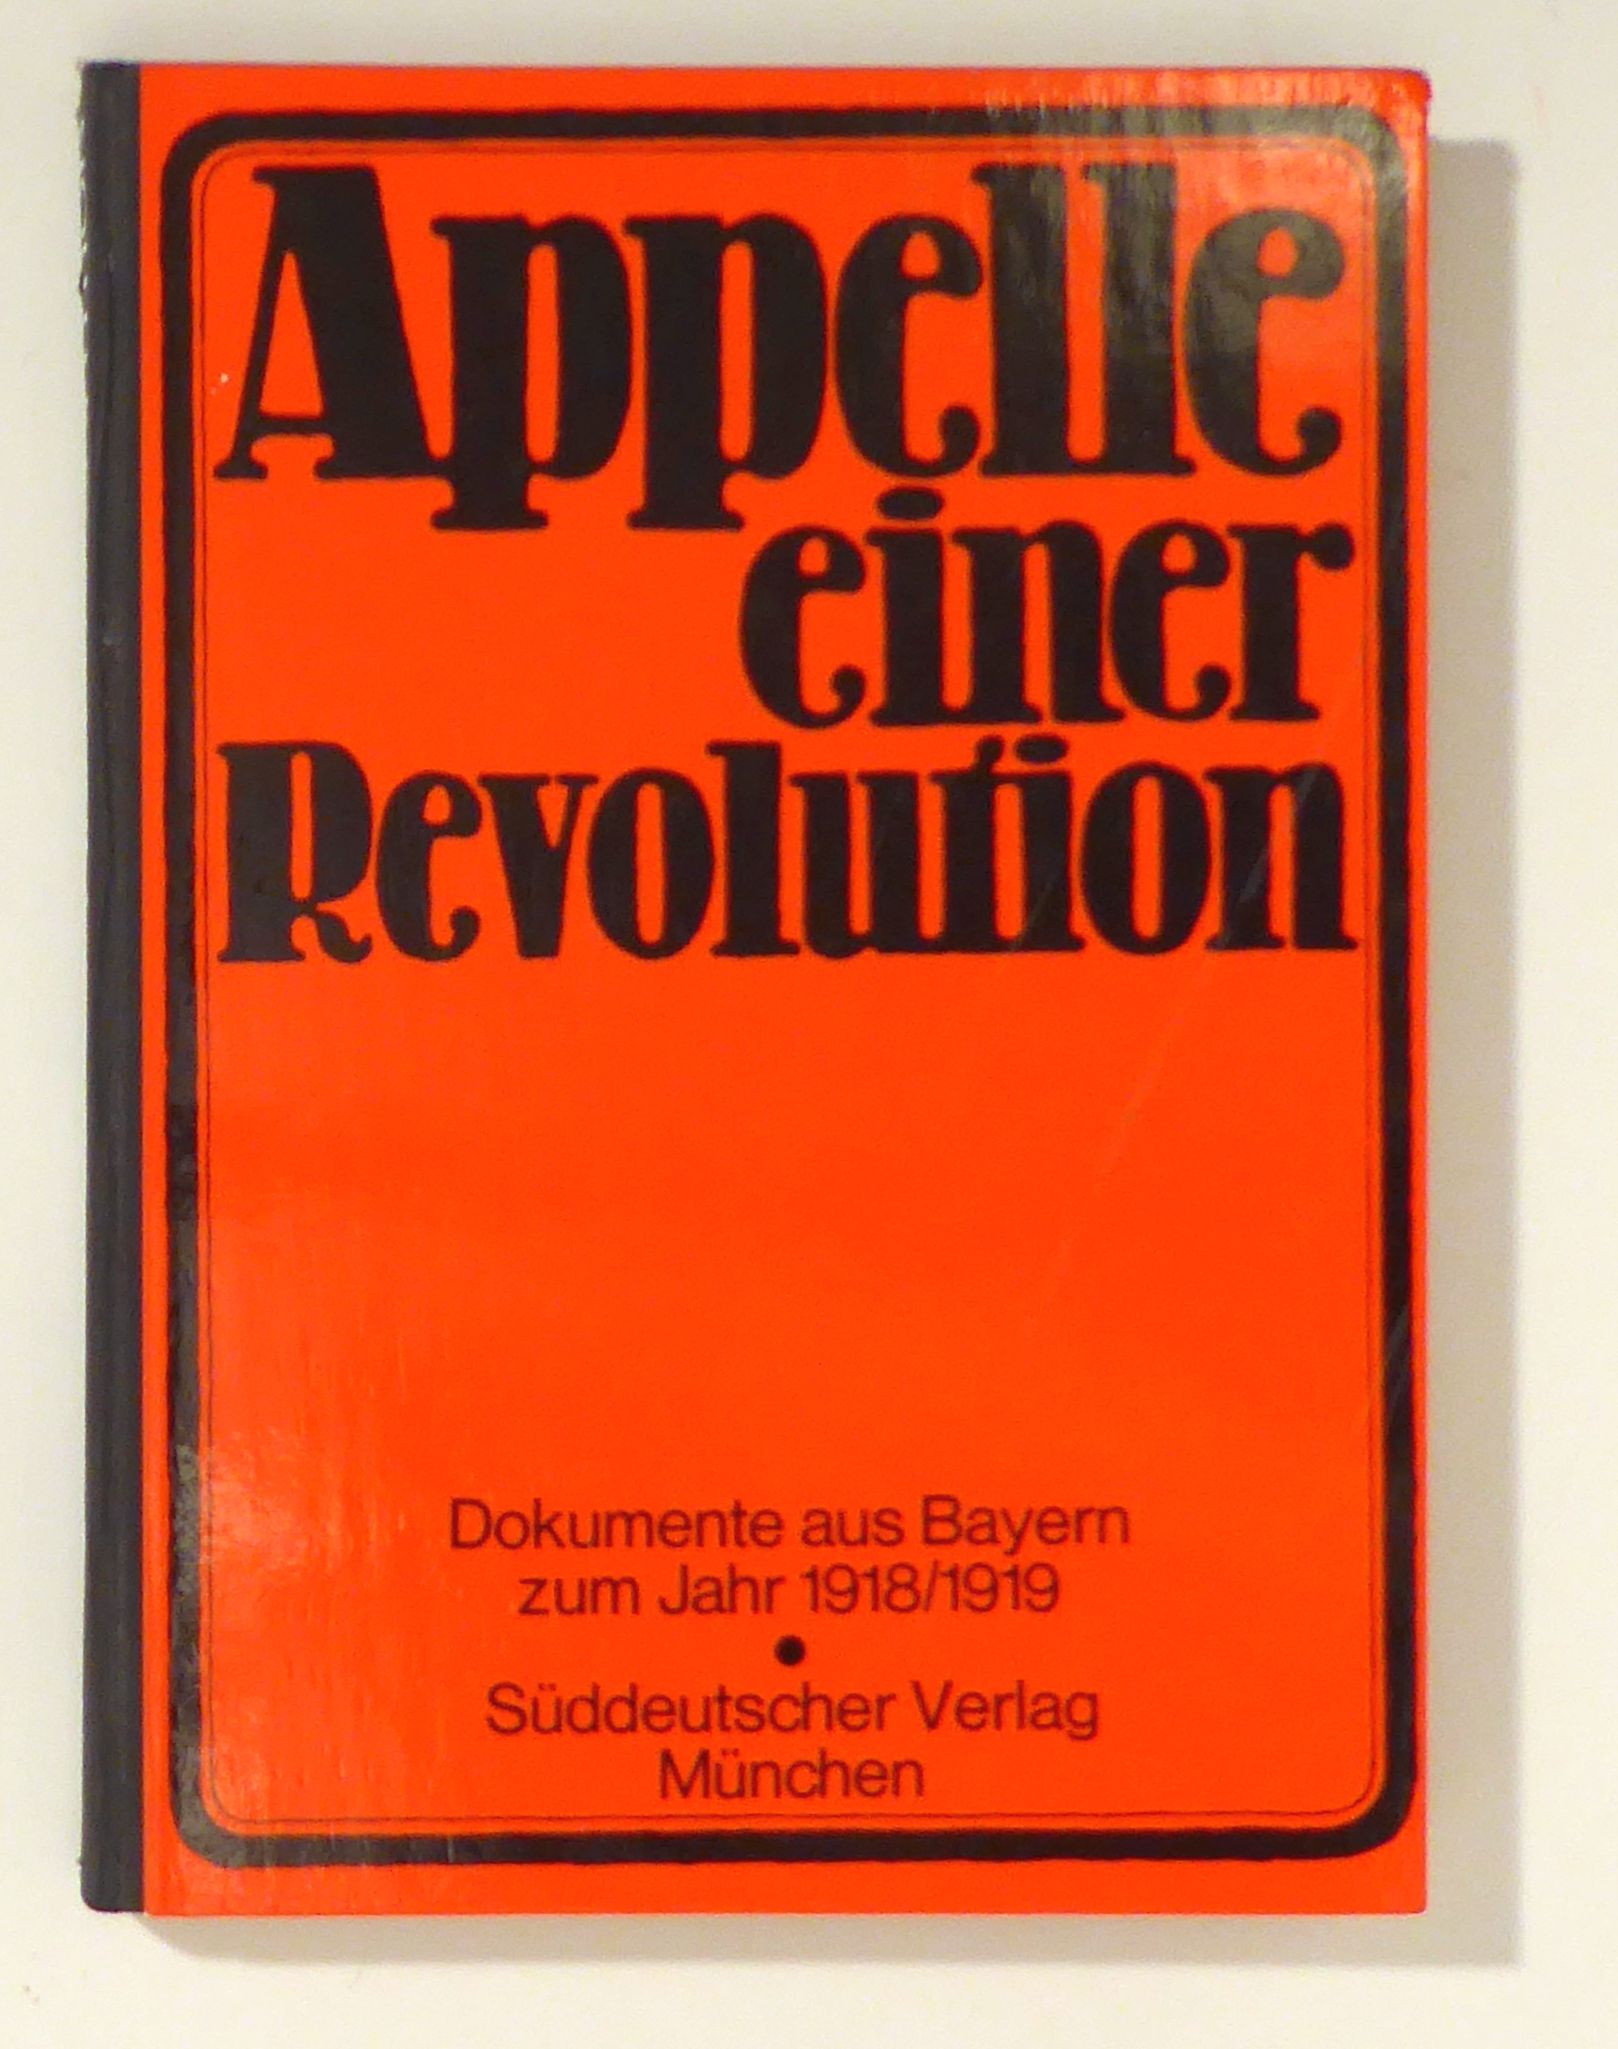 Appelle
einer
Revolution
Dokumente aus Bayern
zum Jahr 1918/1919
•
Süddeutscher Verlag
München